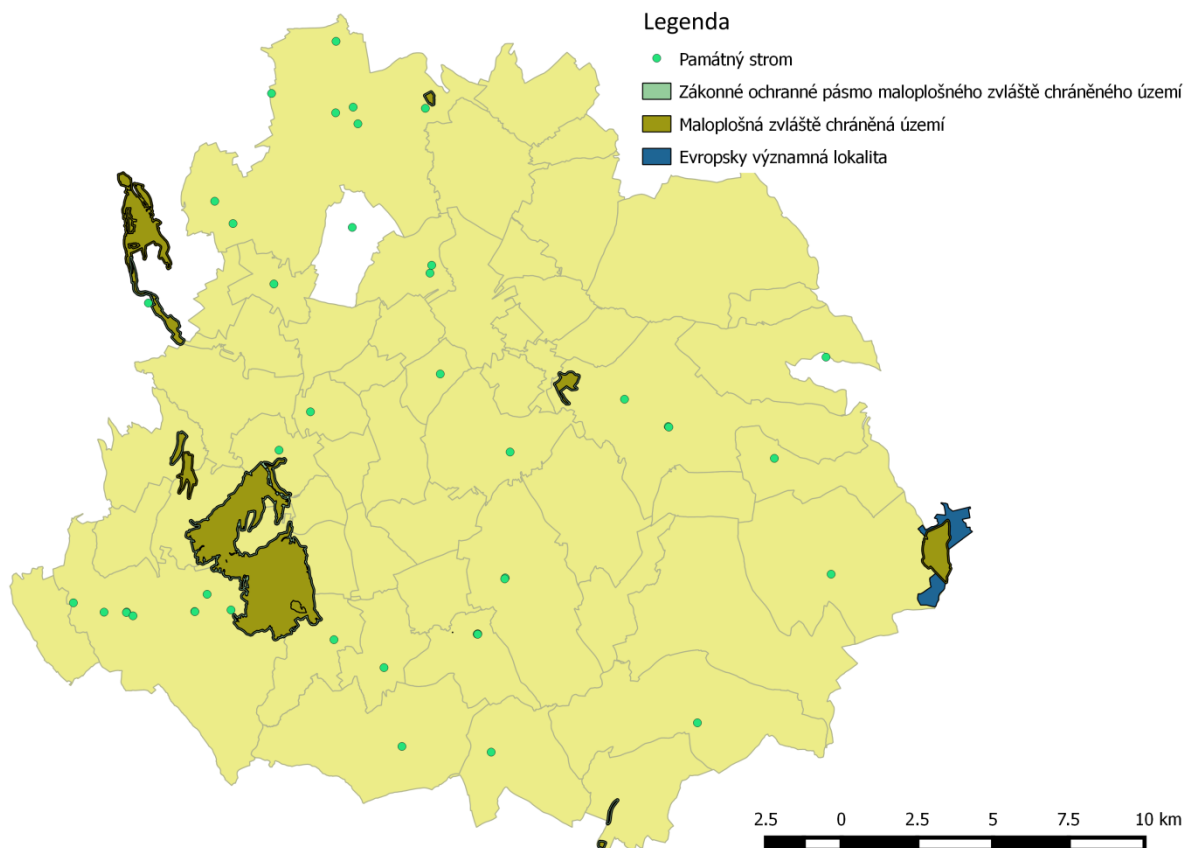 Legenda
Památný strom
Zákonné ochranné pásmo maloplošného zvláště chráněného území
Maloplošná zvláště chráněná území
Evropsky významná lokalita
2.5 0 2.5 5 7.5 10 km